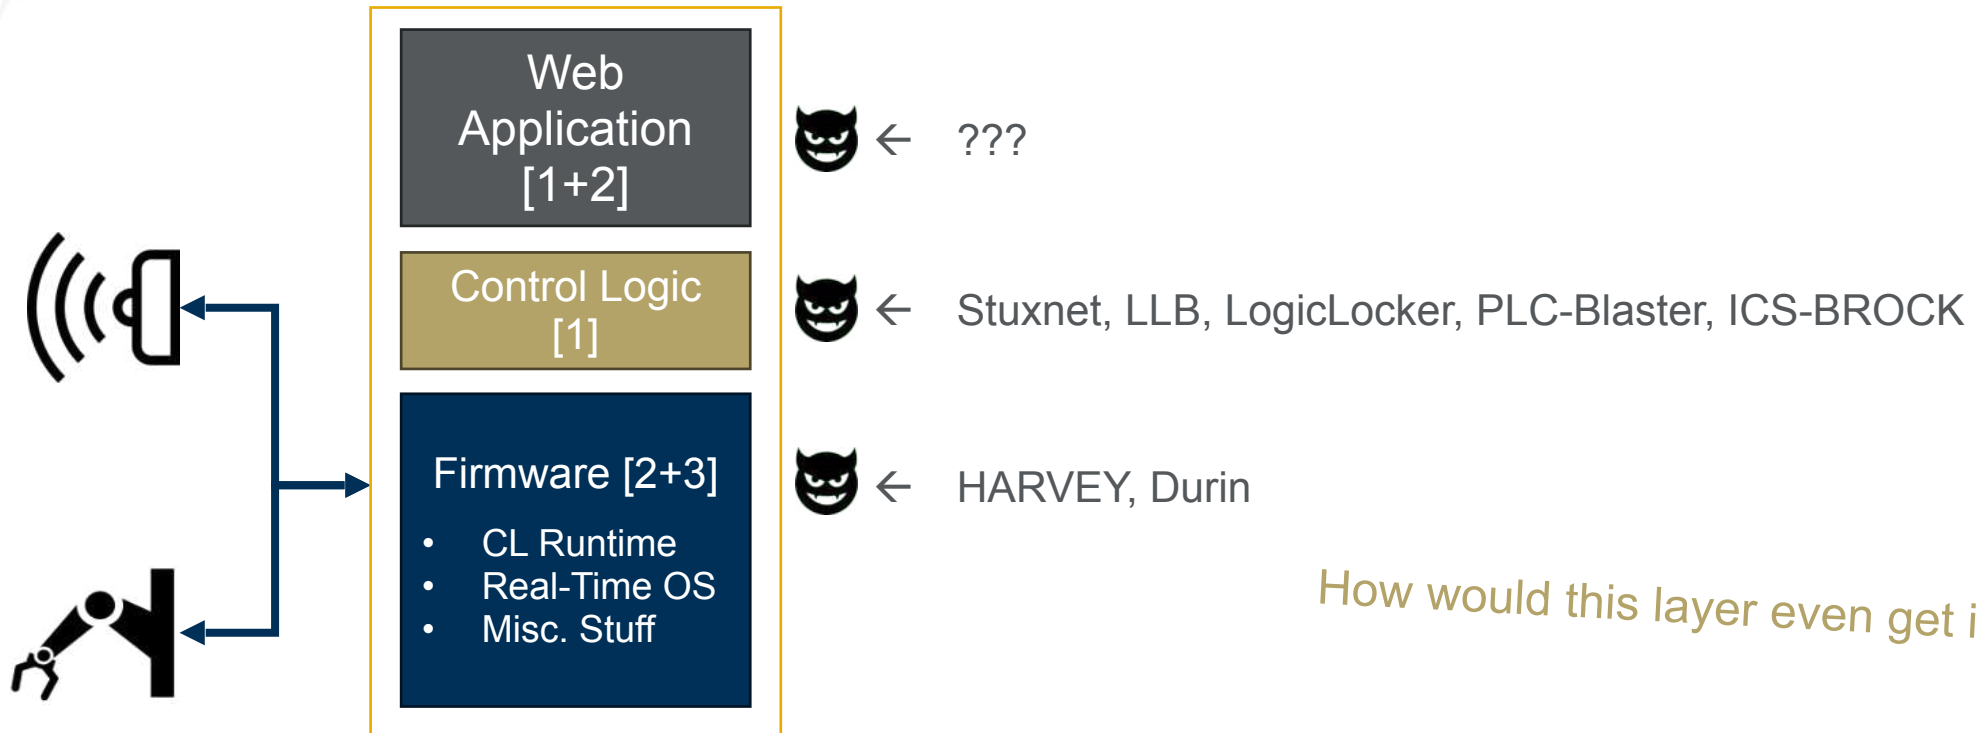 Web
Application
[1+2]
← ???
Control Logic
[1]
← Stuxnet, LLB, LogicLocker, PLC-Blaster, ICS-BROCK
Firmware [2+3]
• CL Runtime
• Real-Time OS
• Misc. Stuff
← HARVEY, Durin
How would this layer even get